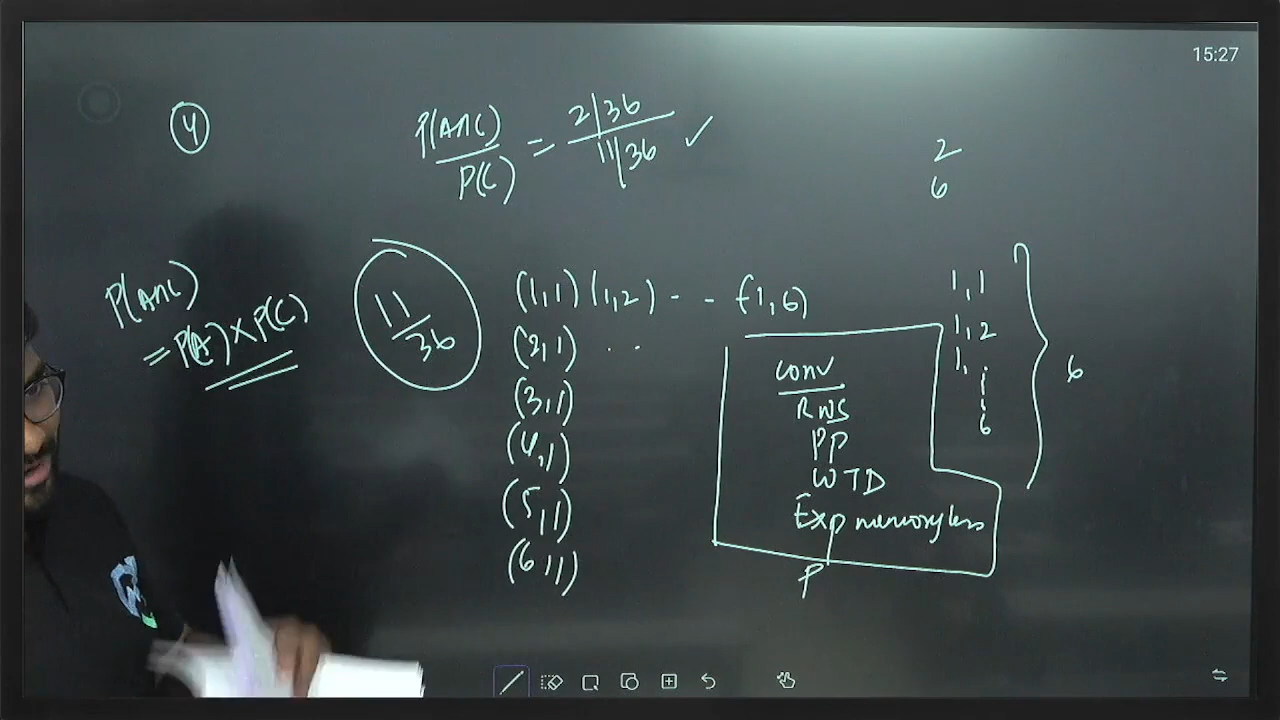 15:27
4
P(A∩C)
P(C)
= 2/36
11/36 ✓
2
6
P(A∩C)
= P(A) × P(C)
11
36
(1,1) (1,2) - - (1,6)
(2,1) ..
(3,1)
(4,1)
(5,1)
(6,1)
conv
RWS
PP
WTD
Exp memoryless
P
1,1
1,2
1,
6
6